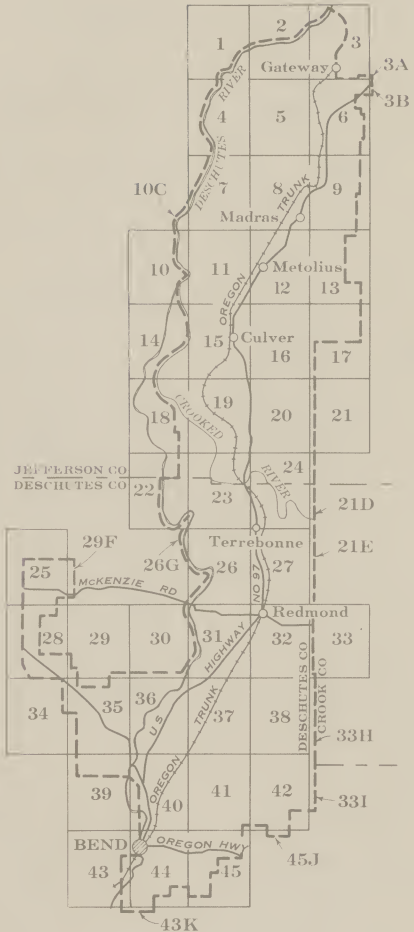 1
2
3
Gateway
3A
3B
RIVER
4
5
6
DESCHUTES
10C
7
8
9
TRUNK
Madras
10
11
Metolius
12
13
OREGON
14
15
Culver
16
17
CROOKED
18
19
20
21
JEFFERSON CO
DESCHUTES CO
22
23
24
RIVER
21D
Terrebonne
21E
29F
25
26G
26
27
McKENZIE RD
NO 97
Redmond
28
29
30
31
32
33
HIGHWAY
DESCHUTES CO
CROOK CO
34
35
36
U S
TRUNK
37
38
33H
39
OREGON
40
41
42
33I
BEND
OREGON HWY
45J
43
44
45
43K